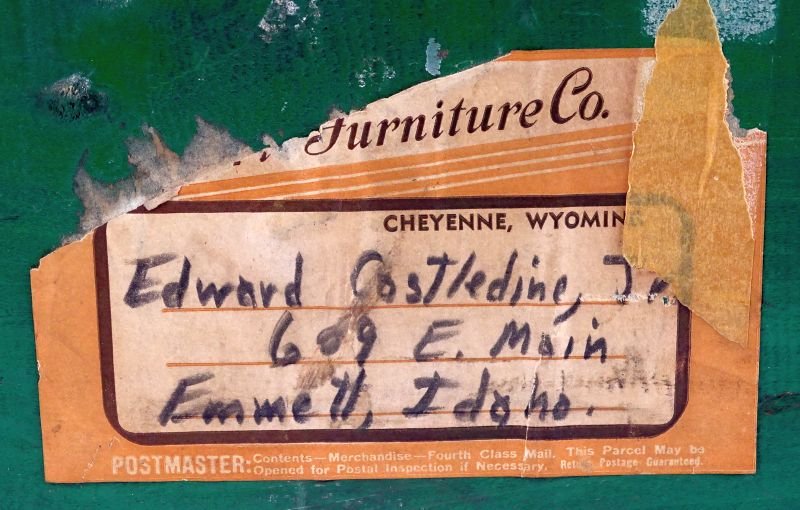 Furniture Co.
CHEYENNE, WYOMIN
Edward Castledine, Jr.
609 E. Main
Emmett, Idaho.
POSTMASTER: Contents—Merchandise—Fourth Class Mail. This Parcel May be
Opened for Postal Inspection if Necessary. Return Postage Guaranteed.